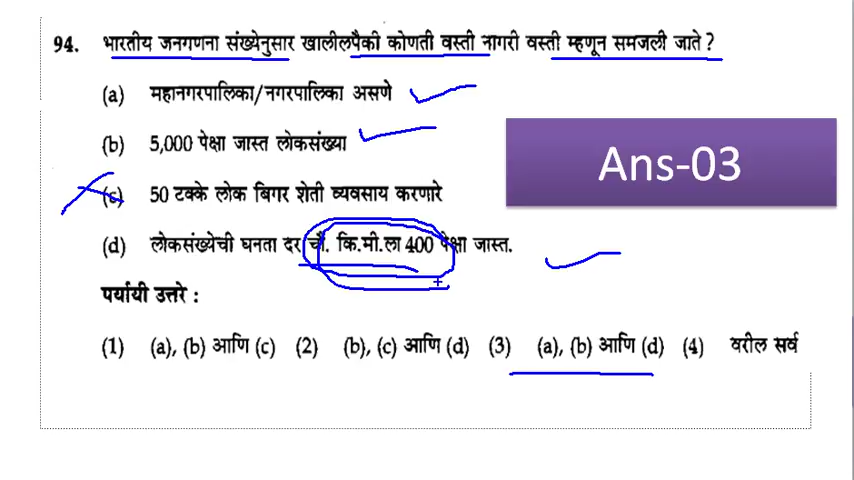 94. भारतीय जनगणना संख्येनुसार खालीलपैकी कोणती वस्ती नागरी वस्ती म्हणून समजली जाते ?
(a) महानगरपालिका/नगरपालिका असणे
(b) 5,000 पेक्षा जास्त लोकसंख्या
(c) 50 टक्के लोक बिगर शेती व्यवसाय करणारे
(d) लोकसंख्येची घनता दर चौ. कि.मी.ला 400 पेक्षा जास्त.
पर्यायी उत्तरे :
(1) (a), (b) आणि (c) (2) (b), (c) आणि (d) (3) (a), (b) आणि (d) (4) वरील सर्व
Ans-03